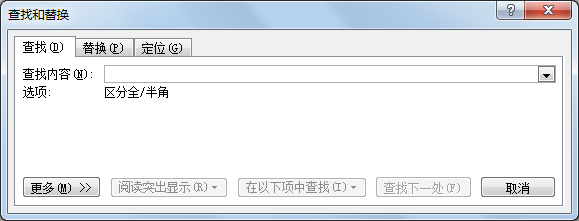 查找和替换
查找(D) 替换(P) 定位(G)
查找内容(N):
选项: 区分全/半角
更多(M) >> 阅读突出显示(R) 在以下项中查找(I) 查找下一处(F) 取消